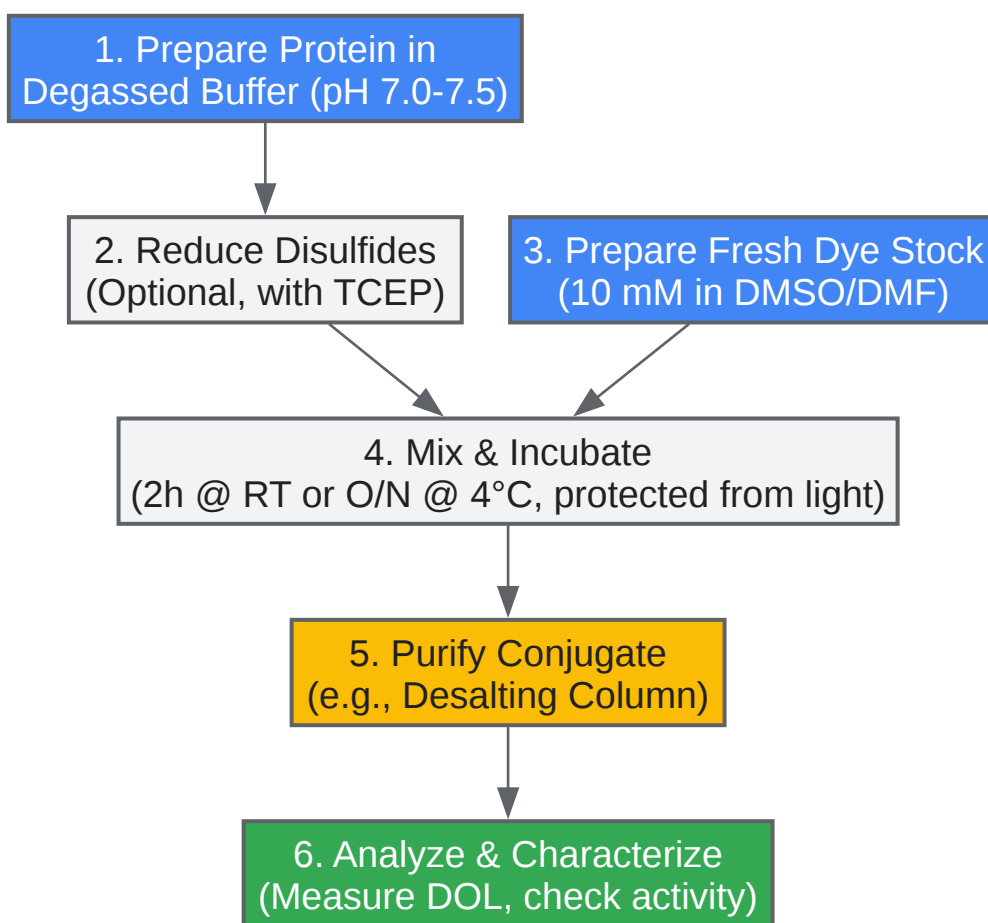 1. Prepare Protein in
Degassed Buffer (pH 7.0-7.5)
2. Reduce Disulfides
(Optional, with TCEP)
3. Prepare Fresh Dye Stock
(10 mM in DMSO/DMF)
4. Mix & Incubate
(2h @ RT or O/N @ 4°C, protected from light)
5. Purify Conjugate
(e.g., Desalting Column)
6. Analyze & Characterize
(Measure DOL, check activity)